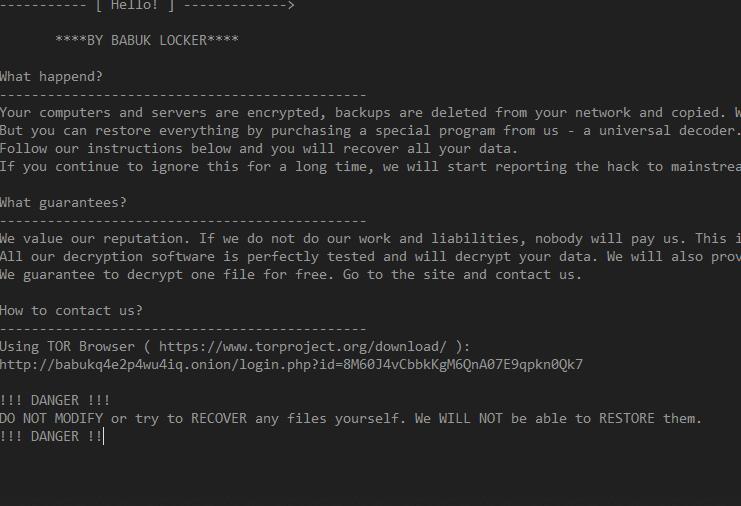 ----------- [ Hello! ] ------------->
****BY BABUK LOCKER****
What happend?
----------------------------------------------
Your computers and servers are encrypted, backups are deleted from your network and copied. W
But you can restore everything by purchasing a special program from us - a universal decoder.
Follow our instructions below and you will recover all your data.
If you continue to ignore this for a long time, we will start reporting the hack to mainstrea
What guarantees?
----------------------------------------------
We value our reputation. If we do not do our work and liabilities, nobody will pay us. This i
All our decryption software is perfectly tested and will decrypt your data. We will also prov
We guarantee to decrypt one file for free. Go to the site and contact us.
How to contact us?
----------------------------------------------
Using TOR Browser ( https://www.torproject.org/download/ ):
http://babukq4e2p4wu4iq.onion/login.php?id=8M60J4vCbbkKgM6QnA07E9qpkn0Qk7
!!! DANGER !!!
DO NOT MODIFY or try to RECOVER any files yourself. We WILL NOT be able to RESTORE them.
!!! DANGER !!